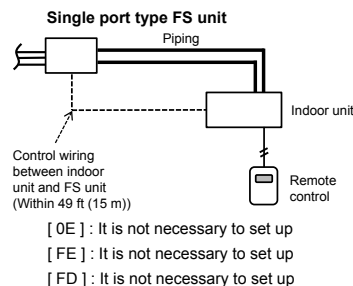 Single port type FS unit
Piping
Indoor unit
Control wiring
between indoor
unit and FS unit
(Within 49 ft (15 m))
Remote
control
[ 0E ] : It is not necessary to set up
[ FE ] : It is not necessary to set up
[ FD ] : It is not necessary to set up